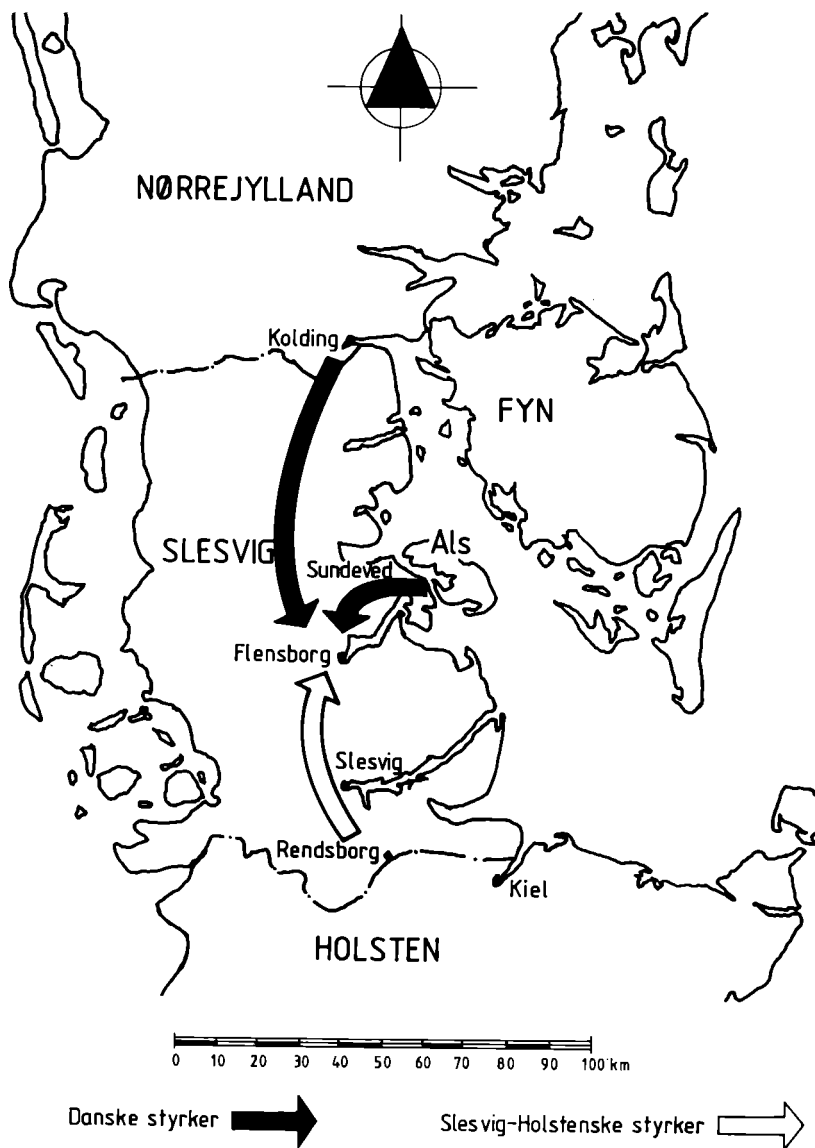 NØRREJYLLAND
Kolding
FYN
SLESVIG
Als
Sundeved
Flensborg
Slesvig
Rendsborg
Kiel
HOLSTEN
0 10 20 30 40 50 60 70 80 90 100 km
Danske styrker
Slesvig-Holstenske styrker